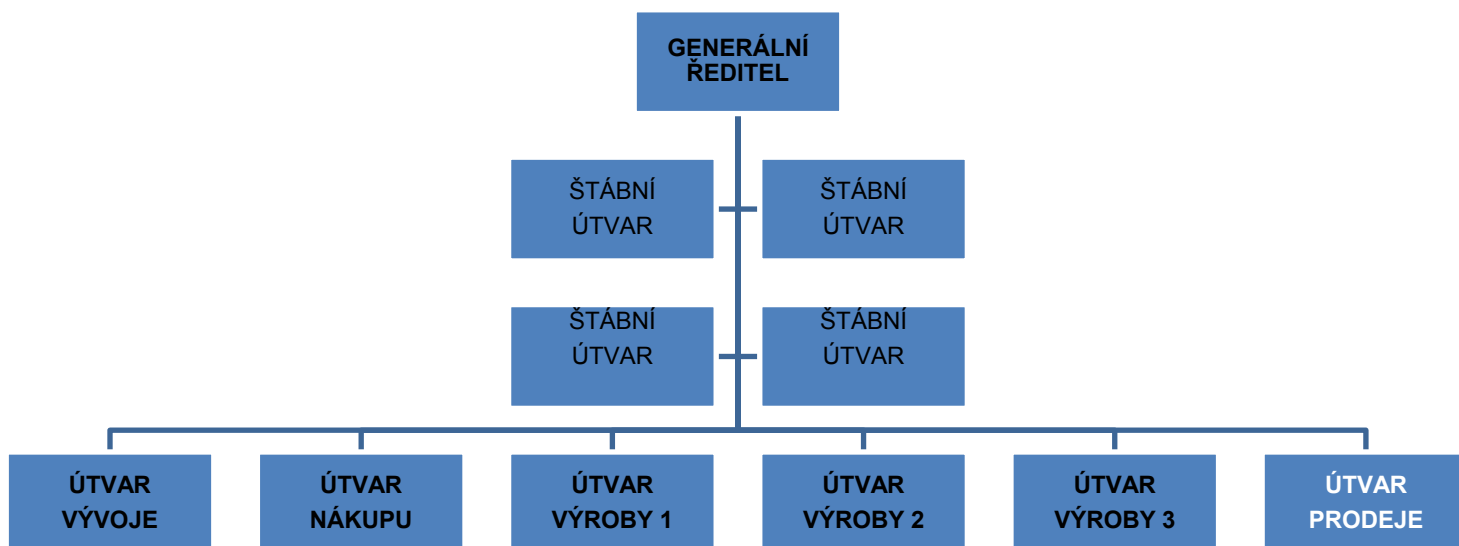 GENERÁLNÍ
ŘEDITEL
ŠTÁBNÍ
ÚTVAR
ŠTÁBNÍ
ÚTVAR
ŠTÁBNÍ
ÚTVAR
ŠTÁBNÍ
ÚTVAR
ÚTVAR
VÝVOJE
ÚTVAR
NÁKUPU
ÚTVAR
VÝROBY 1
ÚTVAR
VÝROBY 2
ÚTVAR
VÝROBY 3
ÚTVAR
PRODEJE